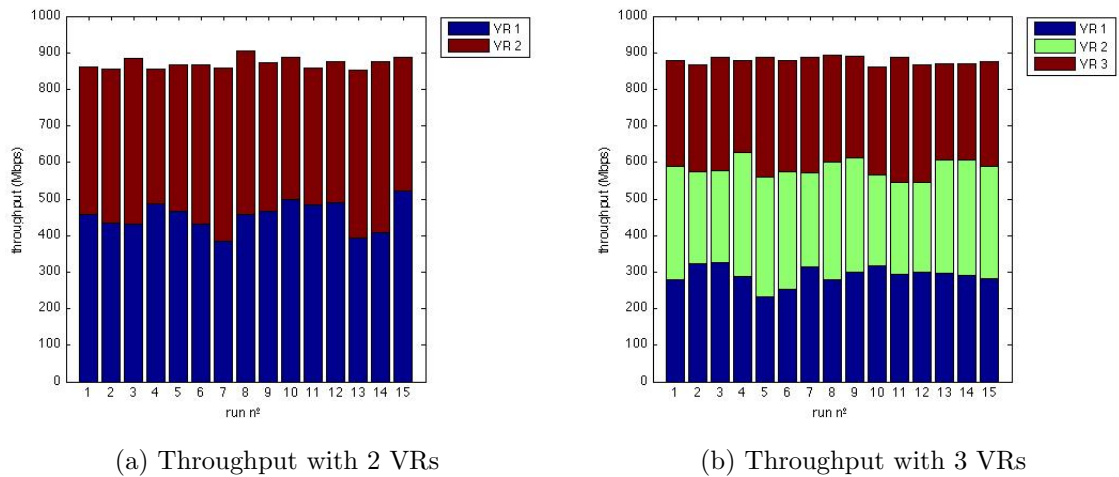 1000
900
800
700
600
500
400
300
200
100
0
throughput (Mbps)
1 2 3 4 5 6 7 8 9 10 11 12 13 14 15
run nº
VR 1
VR 2
(a) Throughput with 2 VRs
1000
900
800
700
600
500
400
300
200
100
0
throughput (Mbps)
1 2 3 4 5 6 7 8 9 10 11 12 13 14 15
run nº
VR 1
VR 2
VR 3
(b) Throughput with 3 VRs